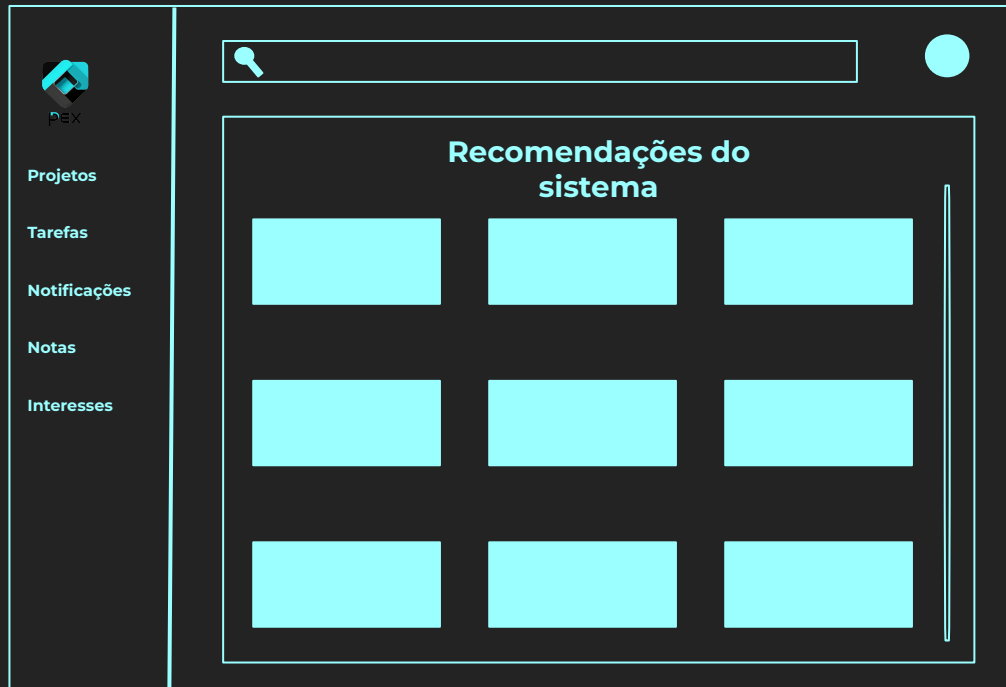 PEX
Projetos
Tarefas
Notificações
Notas
Interesses
Recomendações do
sistema